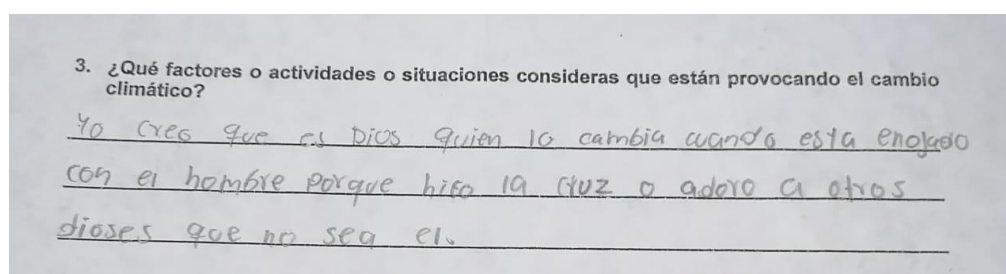 3. ¿Qué factores o actividades o situaciones consideras que están provocando el cambio
climático?
Yo creo que es Dios quien lo cambia cuando esta enojado
con el hombre porque hiso la cruz o adoro a otros
dioses que no sea el.